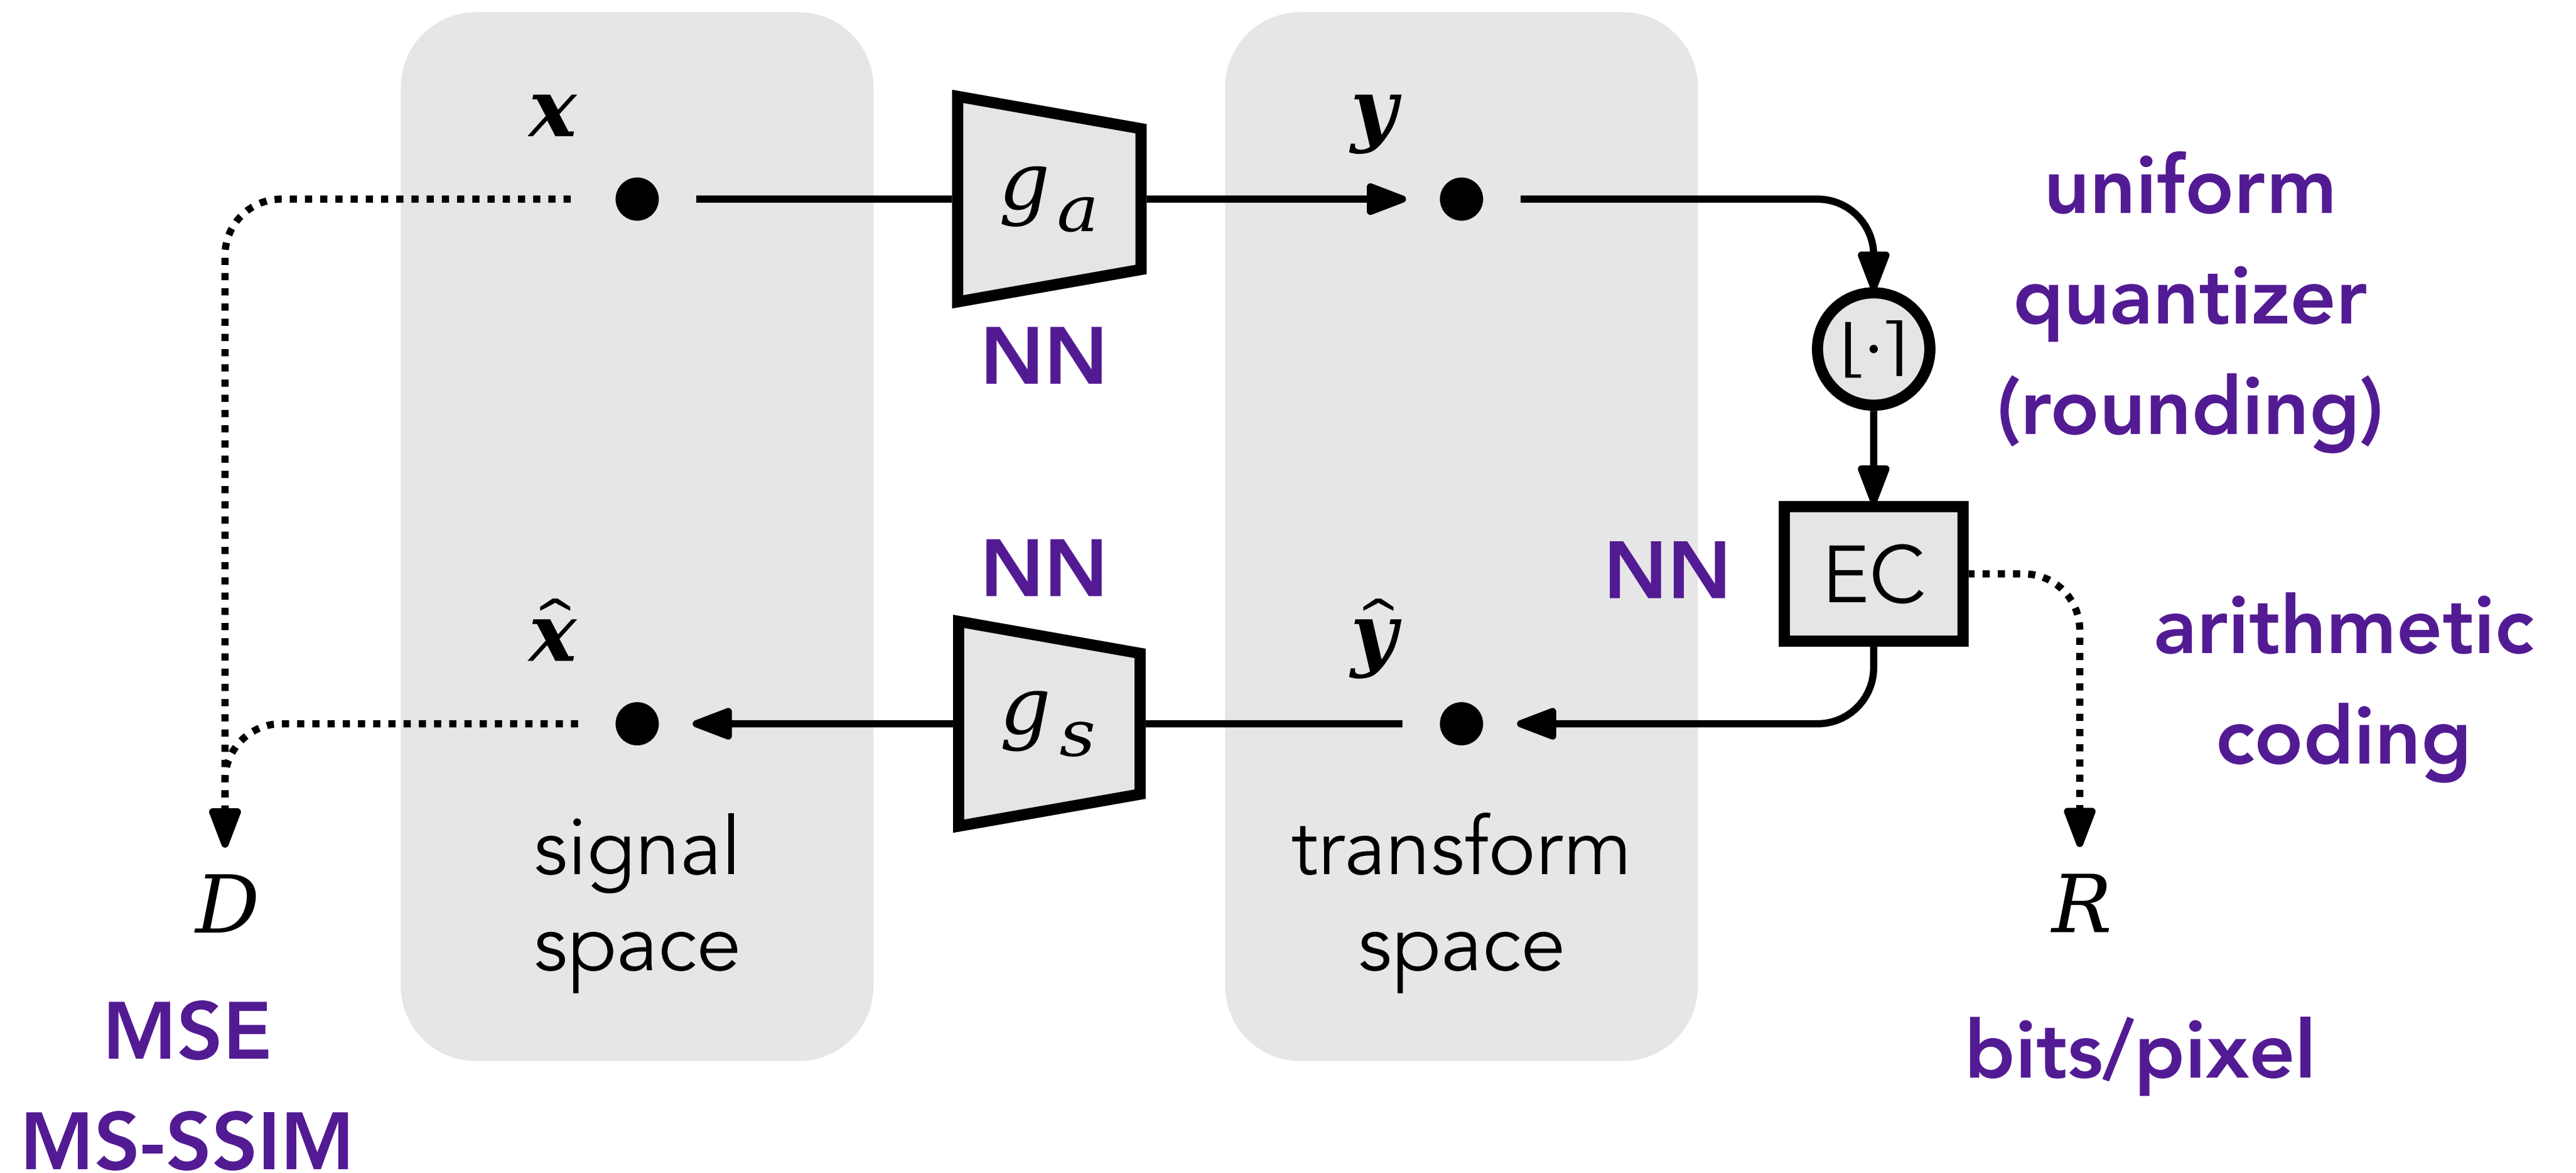 x
g_a
y
NN
uniform
quantizer
(rounding)
⌊·⌉
NN
NN
EC
x̂
g_s
ŷ
arithmetic
coding
signal
space
transform
space
D
R
MSE
MS-SSIM
bits/pixel